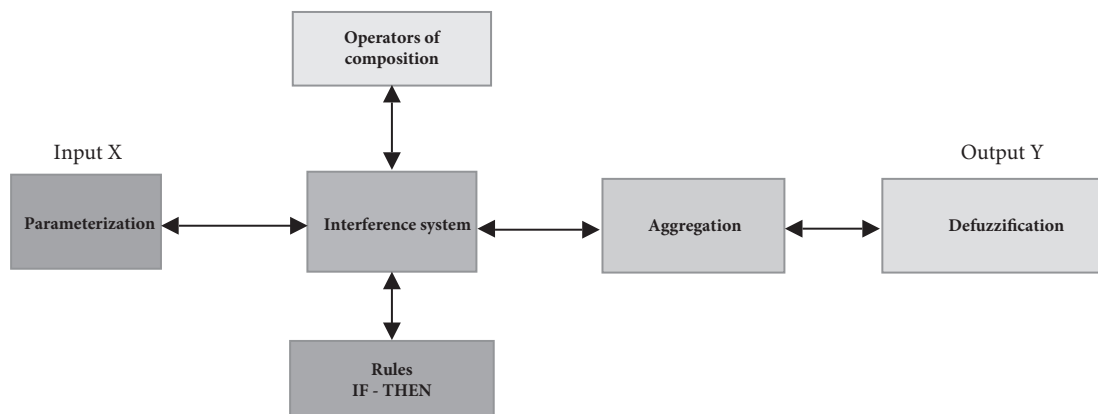 Operators of
composition
Input X
Output Y
Parameterization
Interference system
Aggregation
Defuzzification
Rules
IF - THEN